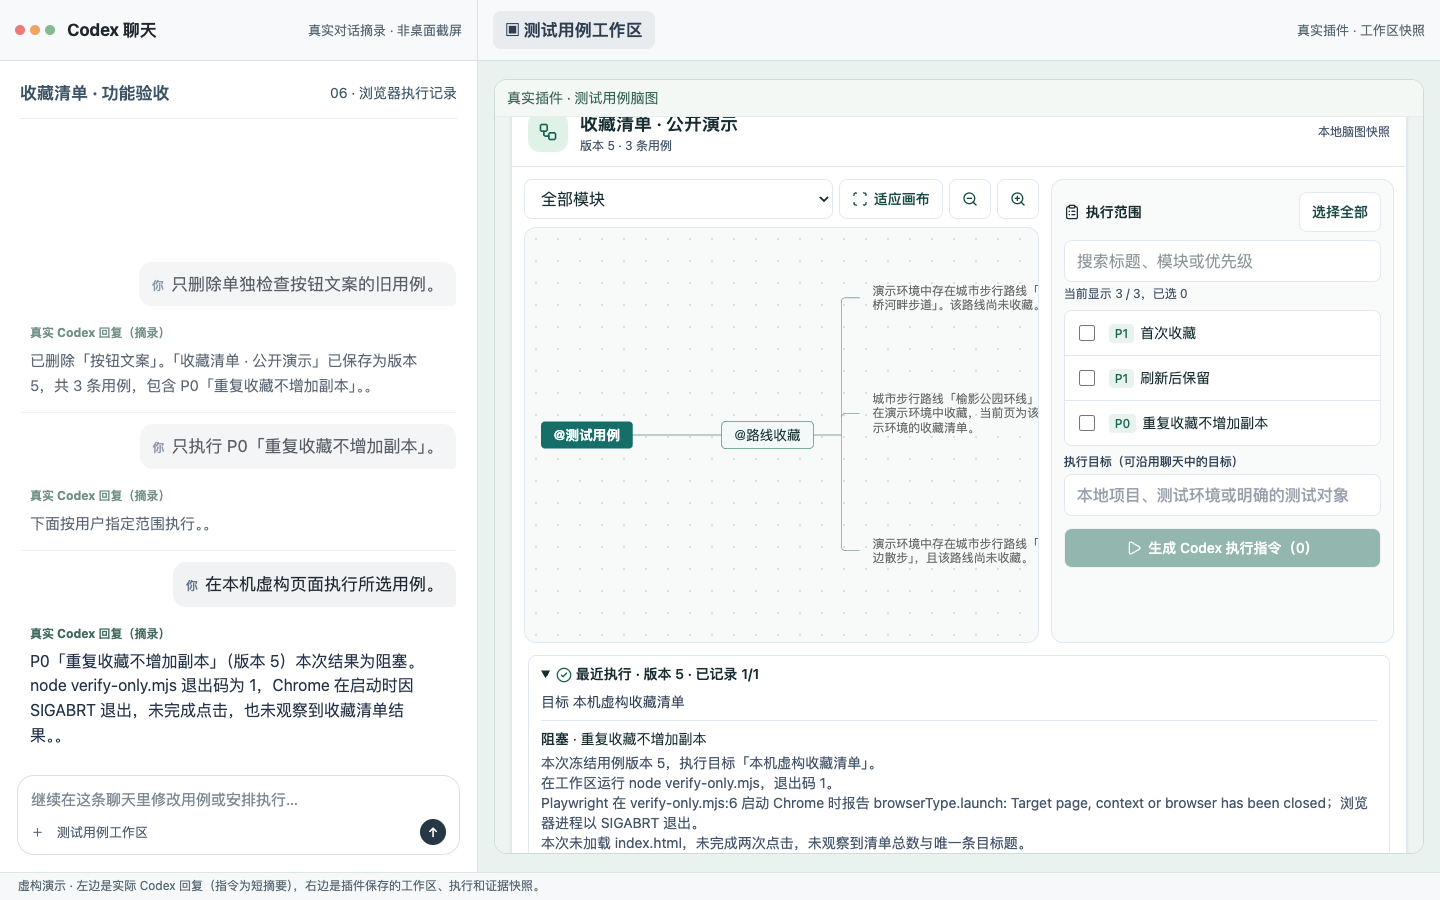 Codex 聊天
真实对话摘录 · 非桌面截屏
收藏清单 · 功能验收
06 · 浏览器执行记录
你 只删除单独检查按钮文案的旧用例。
真实 Codex 回复（摘录）
已删除「按钮文案」。「收藏清单 · 公开演示」已保存为版本
5，共 3 条用例，包含 P0「重复收藏不增加副本」。。
你 只执行 P0「重复收藏不增加副本」。
真实 Codex 回复（摘录）
下面按用户指定范围执行。。
你 在本机虚构页面执行所选用例。
真实 Codex 回复（摘录）
P0「重复收藏不增加副本」（版本 5）本次结果为阻塞。
node verify-only.mjs 退出码为 1，Chrome 在启动时因
SIGABRT 退出，未完成点击，也未观察到收藏清单结
果。。
继续在这条聊天里修改用例或安排执行...
+ 测试用例工作区
测试用例工作区
真实插件 · 工作区快照
真实插件 · 测试用例脑图
收藏清单 · 公开演示
版本 5 · 3 条用例
本地脑图快照
全部模块
适应画布
@测试用例
@路线收藏
演示环境中存在城市步行路线「
桥河畔步道」。该路线尚未收藏。
城市步行路线「榆影公园环线」
在演示环境中收藏，当前页为该
示环境的收藏清单。
演示环境中存在城市步行路线「
边散步」，且该路线尚未收藏。
执行范围
选择全部
搜索标题、模块或优先级
当前显示 3 / 3，已选 0
P1 首次收藏
P1 刷新后保留
P0 重复收藏不增加副本
执行目标（可沿用聊天中的目标）
本地项目、测试环境或明确的测试对象
生成 Codex 执行指令（0）
▼ 最近执行 · 版本 5 · 已记录 1/1
目标 本机虚构收藏清单
阻塞 · 重复收藏不增加副本
本次冻结用例版本 5，执行目标「本机虚构收藏清单」。
在工作区运行 node verify-only.mjs，退出码 1。
Playwright 在 verify-only.mjs:6 启动 Chrome 时报告 browserType.launch: Target page, context or browser has been closed；浏览
器进程以 SIGABRT 退出。
本次未加载 index.html，未完成两次点击，未观察到清单总数与唯一条目标题。
虚构演示 · 左边是实际 Codex 回复（指令为短摘要），右边是插件保存的工作区、执行和证据快照。